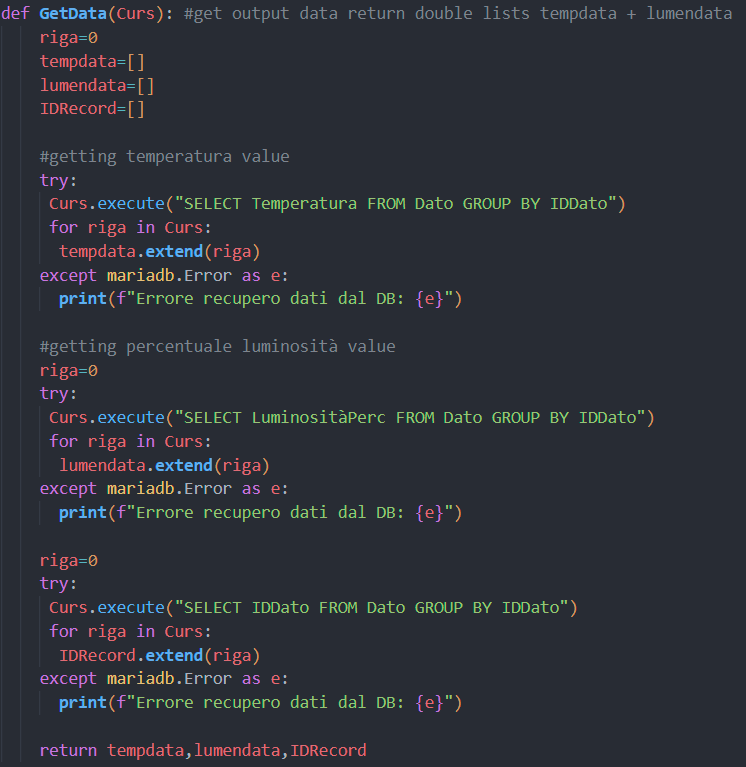 def GetData(Curs): #get output data return double lists tempdata + lumendata
    riga=0
    tempdata=[]
    lumendata=[]
    IDRecord=[]

    #getting temperatura value
    try:
     Curs.execute("SELECT Temperatura FROM Dato GROUP BY IDDato")
     for riga in Curs:
      tempdata.extend(riga)
    except mariadb.Error as e:
      print(f"Errore recupero dati dal DB: {e}")

    #getting percentuale luminosità value
    riga=0
    try:
     Curs.execute("SELECT LuminositàPerc FROM Dato GROUP BY IDDato")
     for riga in Curs:
      lumendata.extend(riga)
    except mariadb.Error as e:
      print(f"Errore recupero dati dal DB: {e}")

    riga=0
    try:
     Curs.execute("SELECT IDDato FROM Dato GROUP BY IDDato")
     for riga in Curs:
      IDRecord.extend(riga)
    except mariadb.Error as e:
      print(f"Errore recupero dati dal DB: {e}")

    return tempdata,lumendata,IDRecord